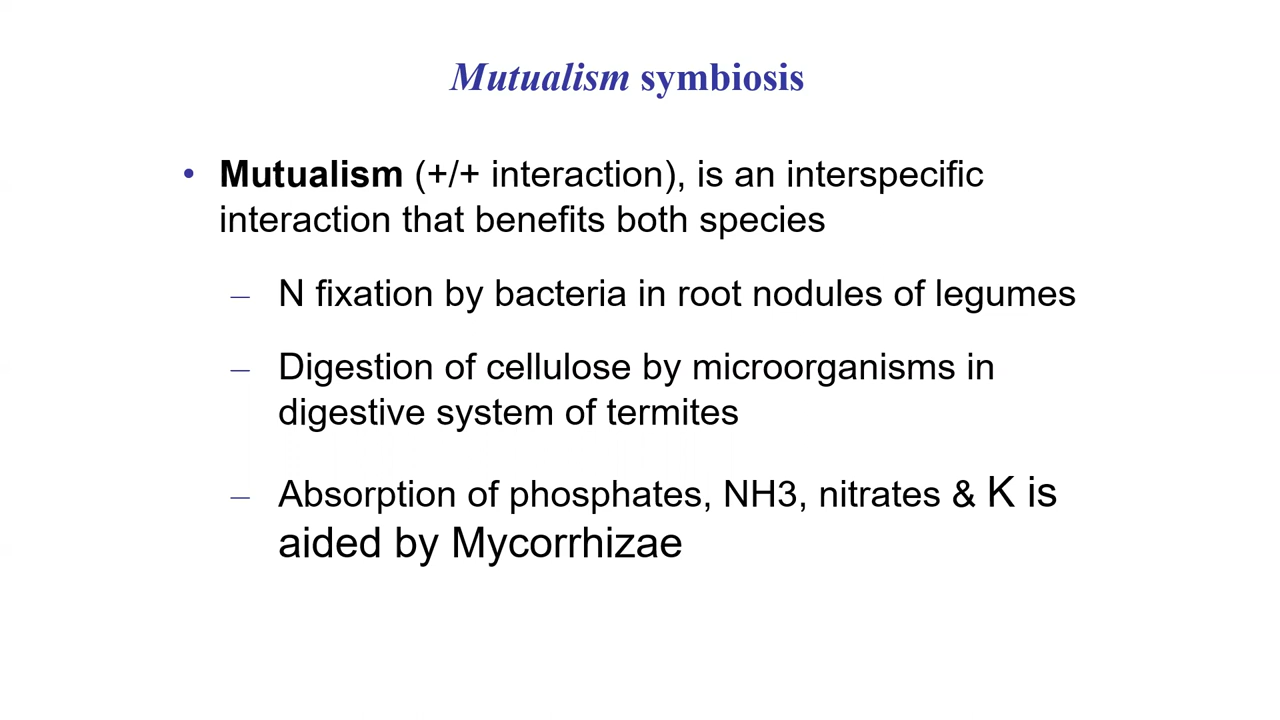 Mutualism symbiosis
• Mutualism (+/+ interaction), is an interspecific
interaction that benefits both species
– N fixation by bacteria in root nodules of legumes
– Digestion of cellulose by microorganisms in
digestive system of termites
– Absorption of phosphates, NH3, nitrates & K is
aided by Mycorrhizae